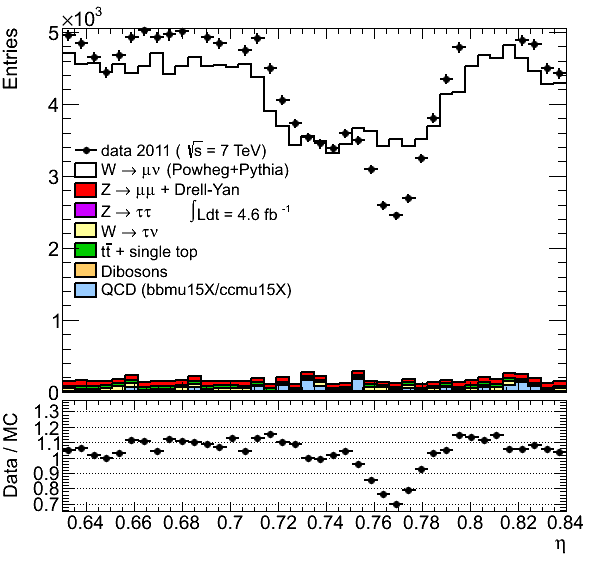 ×10³
Entries
5
4
3
2
1
0
data 2011 ( √s = 7 TeV)
W → μν (Powheg+Pythia)
Z → μμ + Drell-Yan
Z → ττ ∫Ldt = 4.6 fb⁻¹
W → τν
tt̄ + single top
Dibosons
QCD (bbmu15X/ccmu15X)
Data / MC
1.3
1.2
1.1
1
0.9
0.8
0.7
0.64 0.66 0.68 0.7 0.72 0.74 0.76 0.78 0.8 0.82 0.84
η